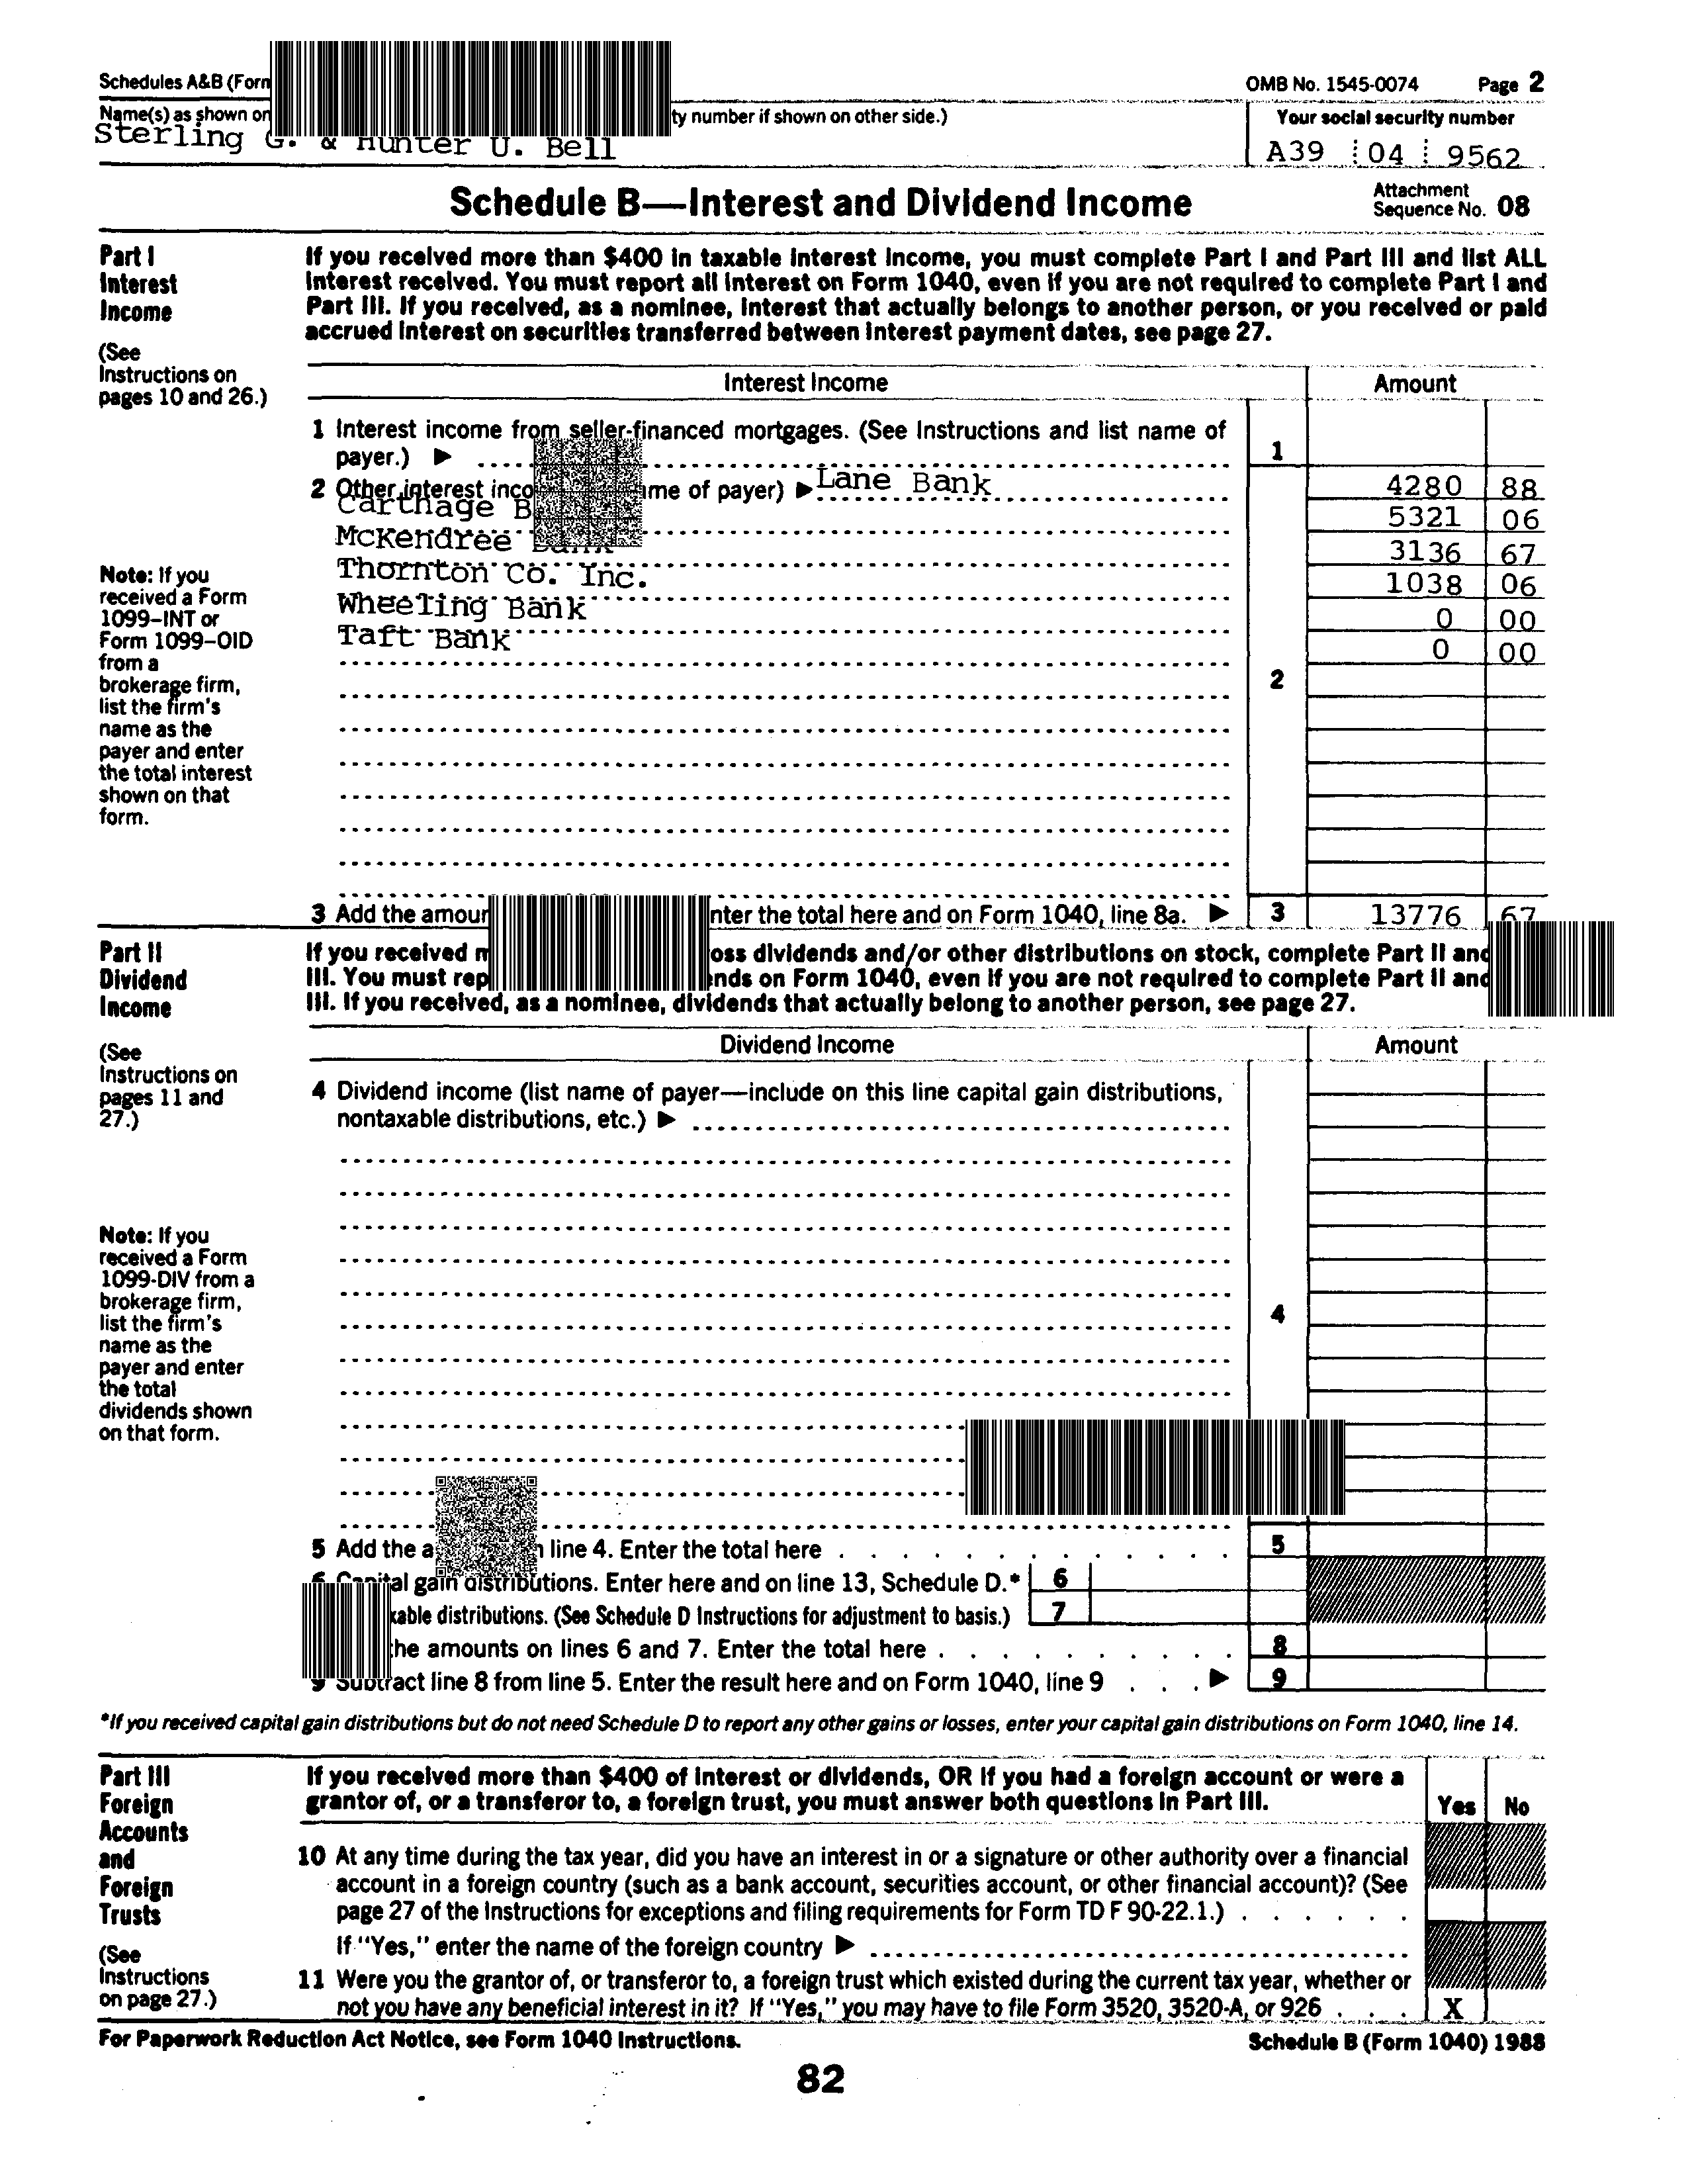 Schedules A&B (Form
OMB No. 1545-0074 Page 2
Name(s) as shown on ty number if shown on other side.)
Your social security number
Sterling G. & Hunter U. Bell
A39 04 9562
Schedule B—Interest and Dividend Income
Attachment
Sequence No. 08
Part I
Interest
Income
(See
Instructions on
pages 10 and 26.)
If you received more than $400 in taxable interest income, you must complete Part I and Part III and list ALL
interest received. You must report all interest on Form 1040, even if you are not required to complete Part I and
Part III. If you received, as a nominee, interest that actually belongs to another person, or you received or paid
accrued interest on securities transferred between interest payment dates, see page 27.
Interest Income Amount
1 Interest income from seller-financed mortgages. (See Instructions and list name of
payer.) ▶ 1
2 Other interest inco me of payer) ▶ Lane Bank 4280 88
Carthage B 5321 06
McKendree Bank 3136 67
Thornton Co. Inc. 1038 06
Wheeling Bank 0 00
Taft Bank 0 00
2
Note: If you
received a Form
1099–INT or
Form 1099–OID
from a
brokerage firm,
list the firm's
name as the
payer and enter
the total interest
shown on that
form.
3 Add the amour nter the total here and on Form 1040, line 8a. ▶ 3 13776 67
Part II
Dividend
Income
(See
Instructions on
pages 11 and
27.)
If you received oss dividends and/or other distributions on stock, complete Part II and
III. You must rep nds on Form 1040, even if you are not required to complete Part II and
III. If you received, as a nominee, dividends that actually belong to another person, see page 27.
Dividend Income Amount
4 Dividend income (list name of payer—include on this line capital gain distributions,
nontaxable distributions, etc.) ▶
4
Note: If you
received a Form
1099-DIV from a
brokerage firm,
list the firm's
name as the
payer and enter
the total
dividends shown
on that form.
5 Add the a line 4. Enter the total here 5
6 Capital gain distributions. Enter here and on line 13, Schedule D.* 6
xable distributions. (See Schedule D Instructions for adjustment to basis.) 7
the amounts on lines 6 and 7. Enter the total here 8
9 Subtract line 8 from line 5. Enter the result here and on Form 1040, line 9 ▶ 9
*If you received capital gain distributions but do not need Schedule D to report any other gains or losses, enter your capital gain distributions on Form 1040, line 14.
Part III
Foreign
Accounts
and
Foreign
Trusts
(See
Instructions
on page 27.)
If you received more than $400 of interest or dividends, OR if you had a foreign account or were a
grantor of, or a transferor to, a foreign trust, you must answer both questions in Part III.
Yes No
10 At any time during the tax year, did you have an interest in or a signature or other authority over a financial
account in a foreign country (such as a bank account, securities account, or other financial account)? (See
page 27 of the Instructions for exceptions and filing requirements for Form TD F 90-22.1.)
If "Yes," enter the name of the foreign country ▶
11 Were you the grantor of, or transferor to, a foreign trust which existed during the current tax year, whether or
not you have any beneficial interest in it? If "Yes," you may have to file Form 3520, 3520-A, or 926 X
For Paperwork Reduction Act Notice, see Form 1040 Instructions.
Schedule B (Form 1040) 1988
82